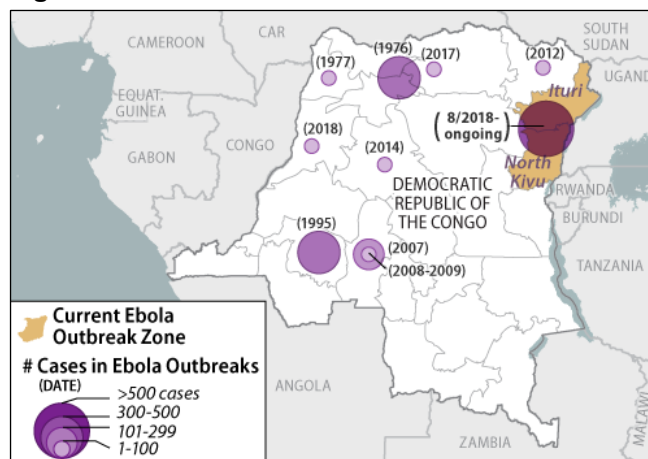 CAMEROON
CAR
SOUTH
SUDAN
(1976)
(2017)
(2012)
(1977)
UGANDA
Ituri
EQUAT.
GUINEA
(8/2018-
ongoing)
CONGO
(2018)
(2014)
GABON
North
Kivu
DEMOCRATIC
REPUBLIC OF
THE CONGO
RWANDA
BURUNDI
(1995)
(2007)
(2008-2009)
TANZANIA
Current Ebola
Outbreak Zone
# Cases in Ebola Outbreaks
(DATE)
>500 cases
300-500
101-299
1-100
ANGOLA
ZAMBIA
MALAWI